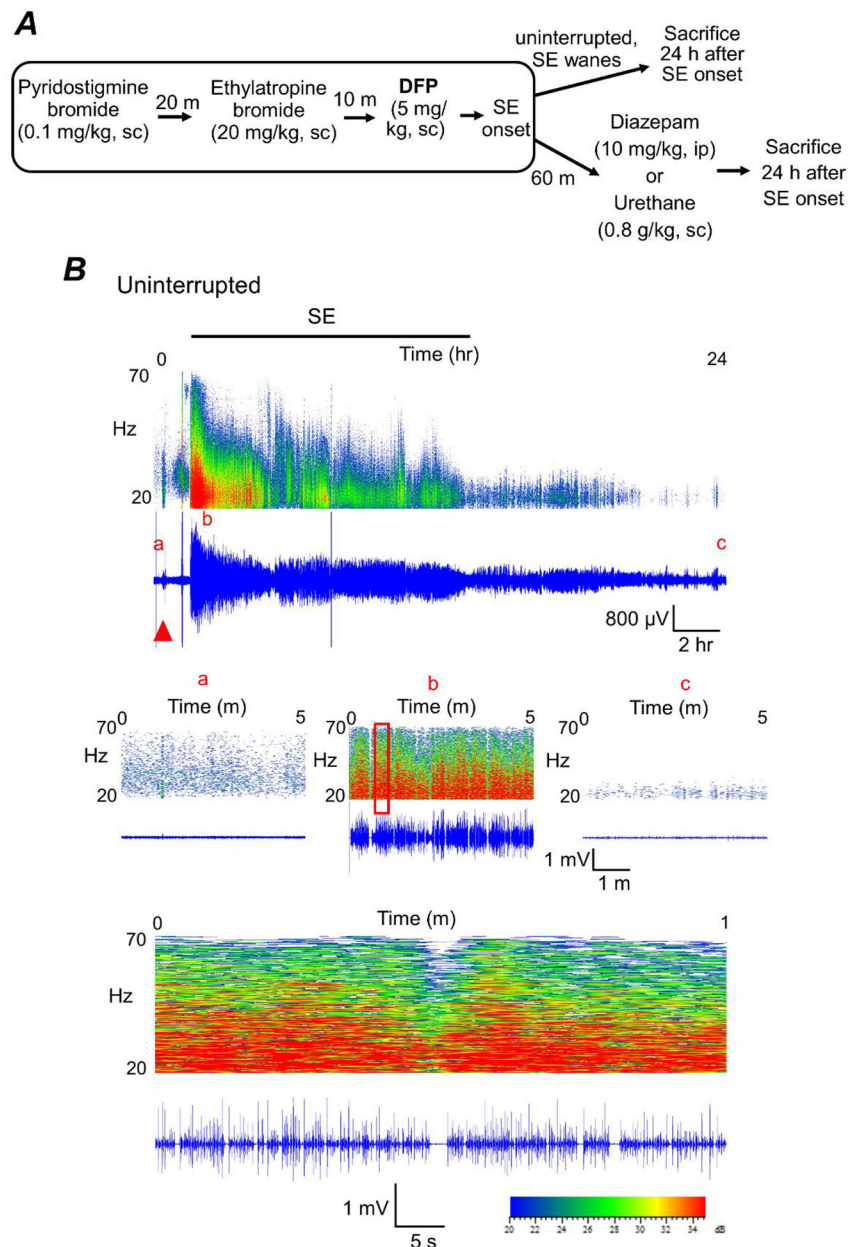 A
Pyridostigmine
bromide
(0.1 mg/kg, sc)
20 m
Ethylatropine
bromide
(20 mg/kg, sc)
10 m
DFP
(5 mg/
kg, sc)
SE
onset
uninterrupted,
SE wanes
Sacrifice
24 h after
SE onset
60 m
Diazepam
(10 mg/kg, ip)
or
Urethane
(0.8 g/kg, sc)
Sacrifice
24 h after
SE onset
B
Uninterrupted
SE
0 Time (hr) 24
70
Hz
20
b
a c
800 µV
2 hr
a b c
Time (m) Time (m) Time (m)
0 5 0 5 0 5
70 70 70
Hz Hz Hz
20 20 20
1 mV
1 m
0 Time (m) 1
70
Hz
20
1 mV
5 s
20 22 24 26 28 30 32 34 dB